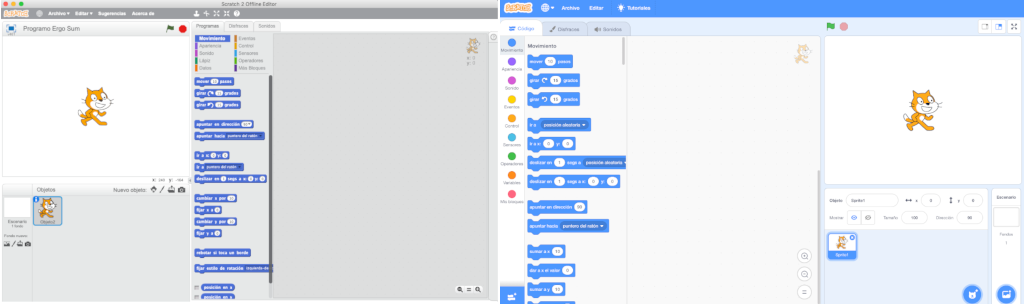 Scratch 2 Offline Editor
SCRATCH Archivo Editar Sugerencias Acerca de
Programo Ergo Sum
Programas Disfraces Sonidos
Movimiento Eventos
Apariencia Control
Sonido Sensores
Lápiz Operadores
Datos Más Bloques
mover 10 pasos
girar 15 grados
girar 15 grados
apuntar en dirección 90
apuntar hacia puntero del ratón
ir a x: 0 y: 0
ir a puntero del ratón
deslizar en 1 segs a x: 0 y: 0
cambiar x por 10
fijar x a 0
cambiar y por 10
fijar y a 0
rebotar si toca un borde
fijar estilo de rotación izquierda-de
posición en x
posición en y
Objetos Nuevo objeto:
Escenario
1 fondo
SCRATCH Archivo Editar Tutoriales
Código Disfraces Sonidos
Movimiento
Apariencia
Sonido
Eventos
Control
Sensores
Operadores
Variables
Mis bloques
Movimiento
mover 10 pasos
girar 15 grados
girar 15 grados
ir a posición aleatoria
ir a x: 0 y: 0
deslizar en 1 segs a posición aleatoria
deslizar en 1 segs a x: 0 y: 0
apuntar en dirección 90
apuntar hacia puntero del ratón
sumar a x 10
dar a x el valor 0
sumar a y 10
Objeto Sprite1 x 0 y 0
Mostrar Tamaño 100 Dirección 90
Sprite1
Escenario
Fondos
1